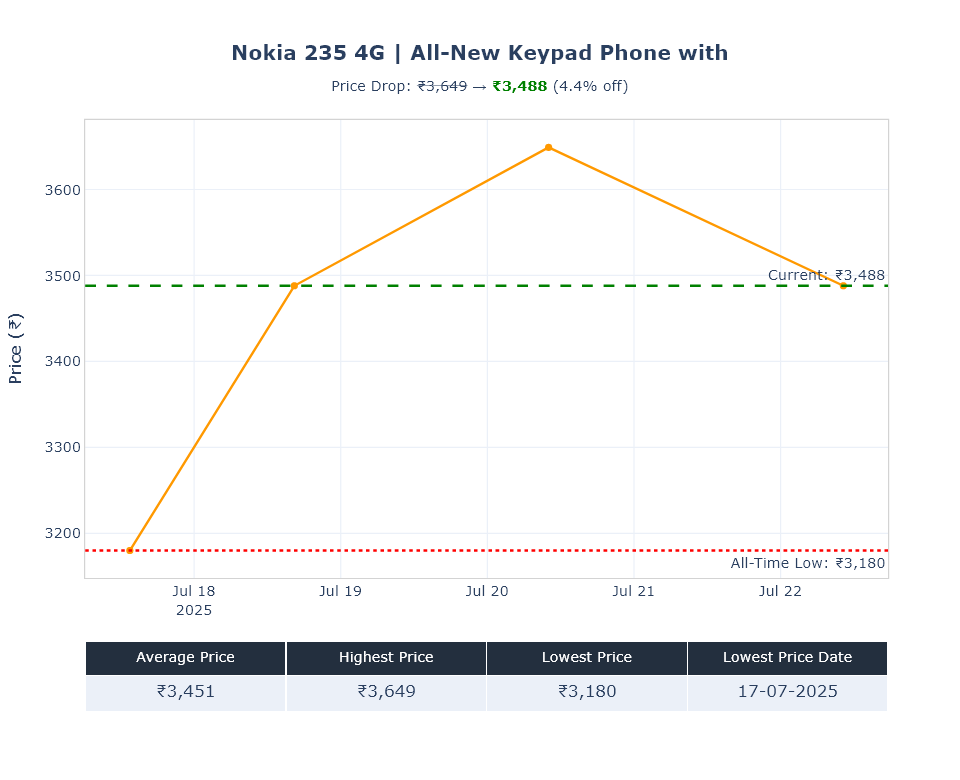 Nokia 235 4G | All-New Keypad Phone with
Price Drop: ₹3,649 → ₹3,488 (4.4% off)
Price (₹)
3600
3500
3400
3300
3200
Current: ₹3,488
All-Time Low: ₹3,180
Jul 18 Jul 19 Jul 20 Jul 21 Jul 22
2025
Average Price Highest Price Lowest Price Lowest Price Date
₹3,451 ₹3,649 ₹3,180 17-07-2025